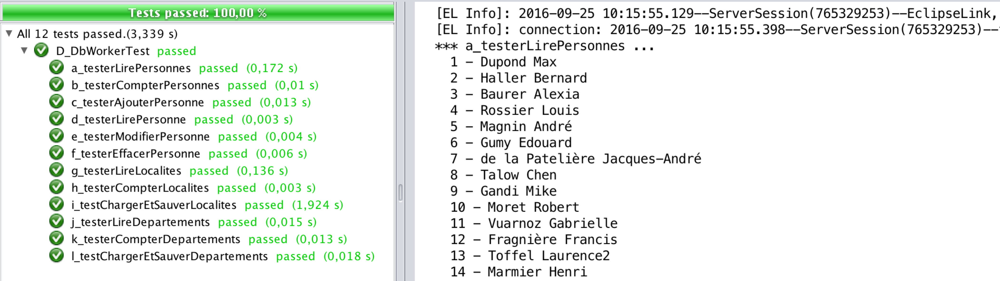 Tests passed: 100,00 %
All 12 tests passed.(3,339 s)
D_DbWorkerTest passed
a_testerLirePersonnes passed (0,172 s)
b_testerCompterPersonnes passed (0,01 s)
c_testerAjouterPersonne passed (0,013 s)
d_testerLirePersonne passed (0,003 s)
e_testerModifierPersonne passed (0,004 s)
f_testerEffacerPersonne passed (0,006 s)
g_testerLireLocalites passed (0,136 s)
h_testerCompterLocalites passed (0,003 s)
i_testChargerEtSauverLocalites passed (1,924 s)
j_testerLireDepartements passed (0,015 s)
k_testerCompterDepartements passed (0,013 s)
l_testChargerEtSauverDepartements passed (0,018 s)
[EL Info]: 2016-09-25 10:15:55.129--ServerSession(765329253)--EclipseLink,
[EL Info]: connection: 2016-09-25 10:15:55.398--ServerSession(765329253)--
*** a_testerLirePersonnes ...
1 - Dupond Max
2 - Haller Bernard
3 - Baurer Alexia
4 - Rossier Louis
5 - Magnin André
6 - Gumy Edouard
7 - de la Patelière Jacques-André
8 - Talow Chen
9 - Gandi Mike
10 - Moret Robert
11 - Vuarnoz Gabrielle
12 - Fragnière Francis
13 - Toffel Laurence2
14 - Marmier Henri